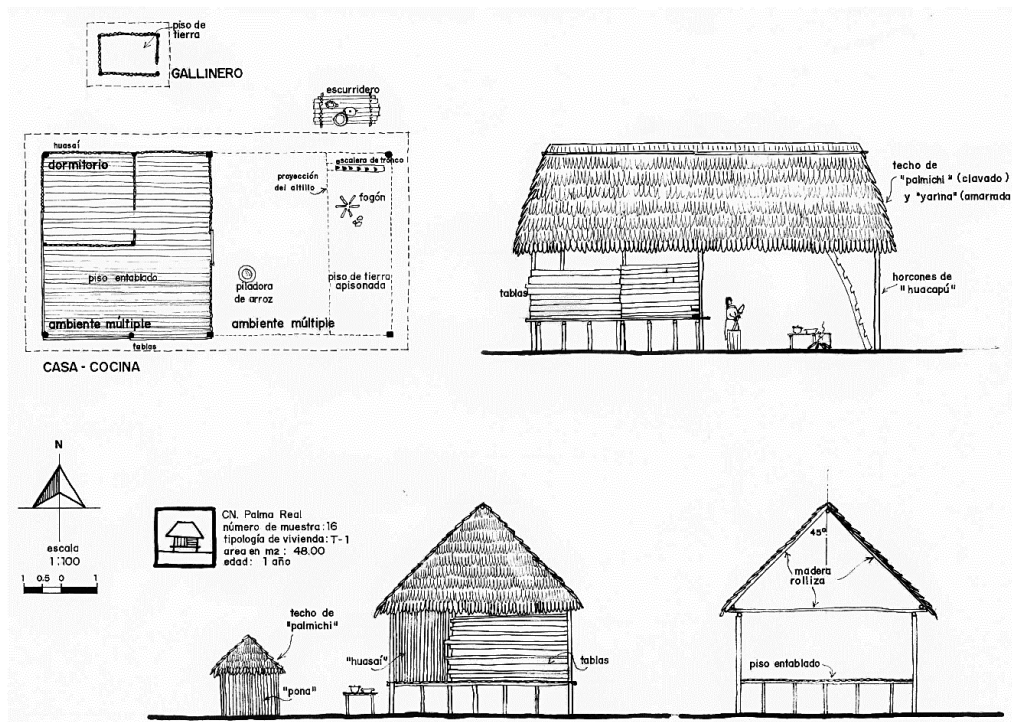 piso de
tierra
GALLINERO
escurridero
huasaí
dormitorio
escalera de tronco
proyección
del altillo
fogón
piso entablado
piladora
de arroz
piso de tierra
apisonada
ambiente múltiple
ambiente múltiple
tablas
CASA - COCINA
techo de
"palmichi" (clavado)
y "yarina" (amarrada
tablas
horcones de
"huacapú"
N
escala
1:100
1 0.5 0 1
CN. Palma Real
número de muestra: 16
tipología de vivienda: T-1
area en m2 : 48.00
edad: 1 año
techo de
"palmichi"
"pona"
"huasaí"
tablas
45º
madera
rolliza
piso entablado